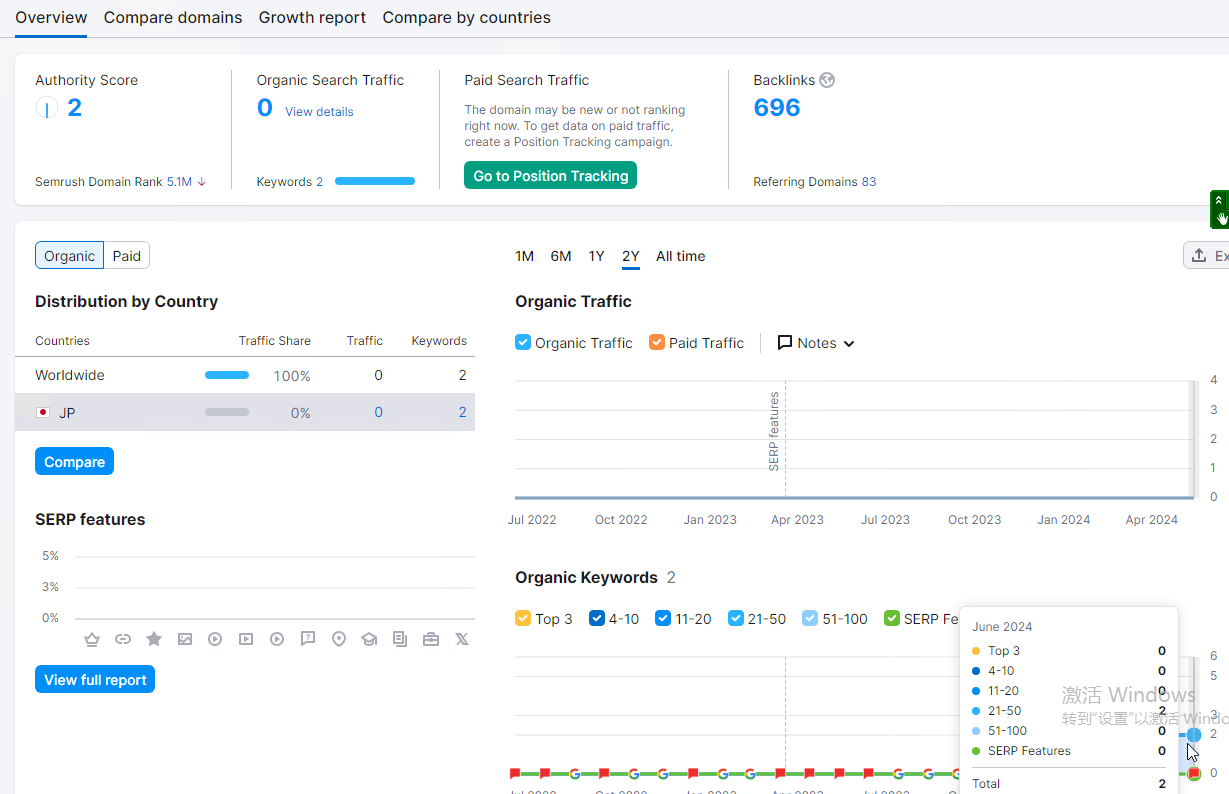 Overview Compare domains Growth report Compare by countries
Authority Score
2
Semrush Domain Rank 5.1M ↓
Organic Search Traffic
0 View details
Keywords 2
Paid Search Traffic
The domain may be new or not ranking
right now. To get data on paid traffic,
create a Position Tracking campaign.
Go to Position Tracking
Backlinks
696
Referring Domains 83
Organic Paid
Distribution by Country
Countries Traffic Share Traffic Keywords
Worldwide 100% 0 2
JP 0% 0 2
Compare
SERP features
5%
3%
0%
View full report
1M 6M 1Y 2Y All time
Ex
Organic Traffic
Organic Traffic Paid Traffic Notes
SERP features
4
3
2
1
0
Jul 2022 Oct 2022 Jan 2023 Apr 2023 Jul 2023 Oct 2023 Jan 2024 Apr 2024
Organic Keywords 2
Top 3 4-10 11-20 21-50 51-100 SERP Fe
June 2024
Top 3 0
4-10 0
11-20 0
21-50 2
51-100 0
SERP Features 0
Total 2
6
5
3
2
0
激活 Windows
转到"设置"以激活 Windo